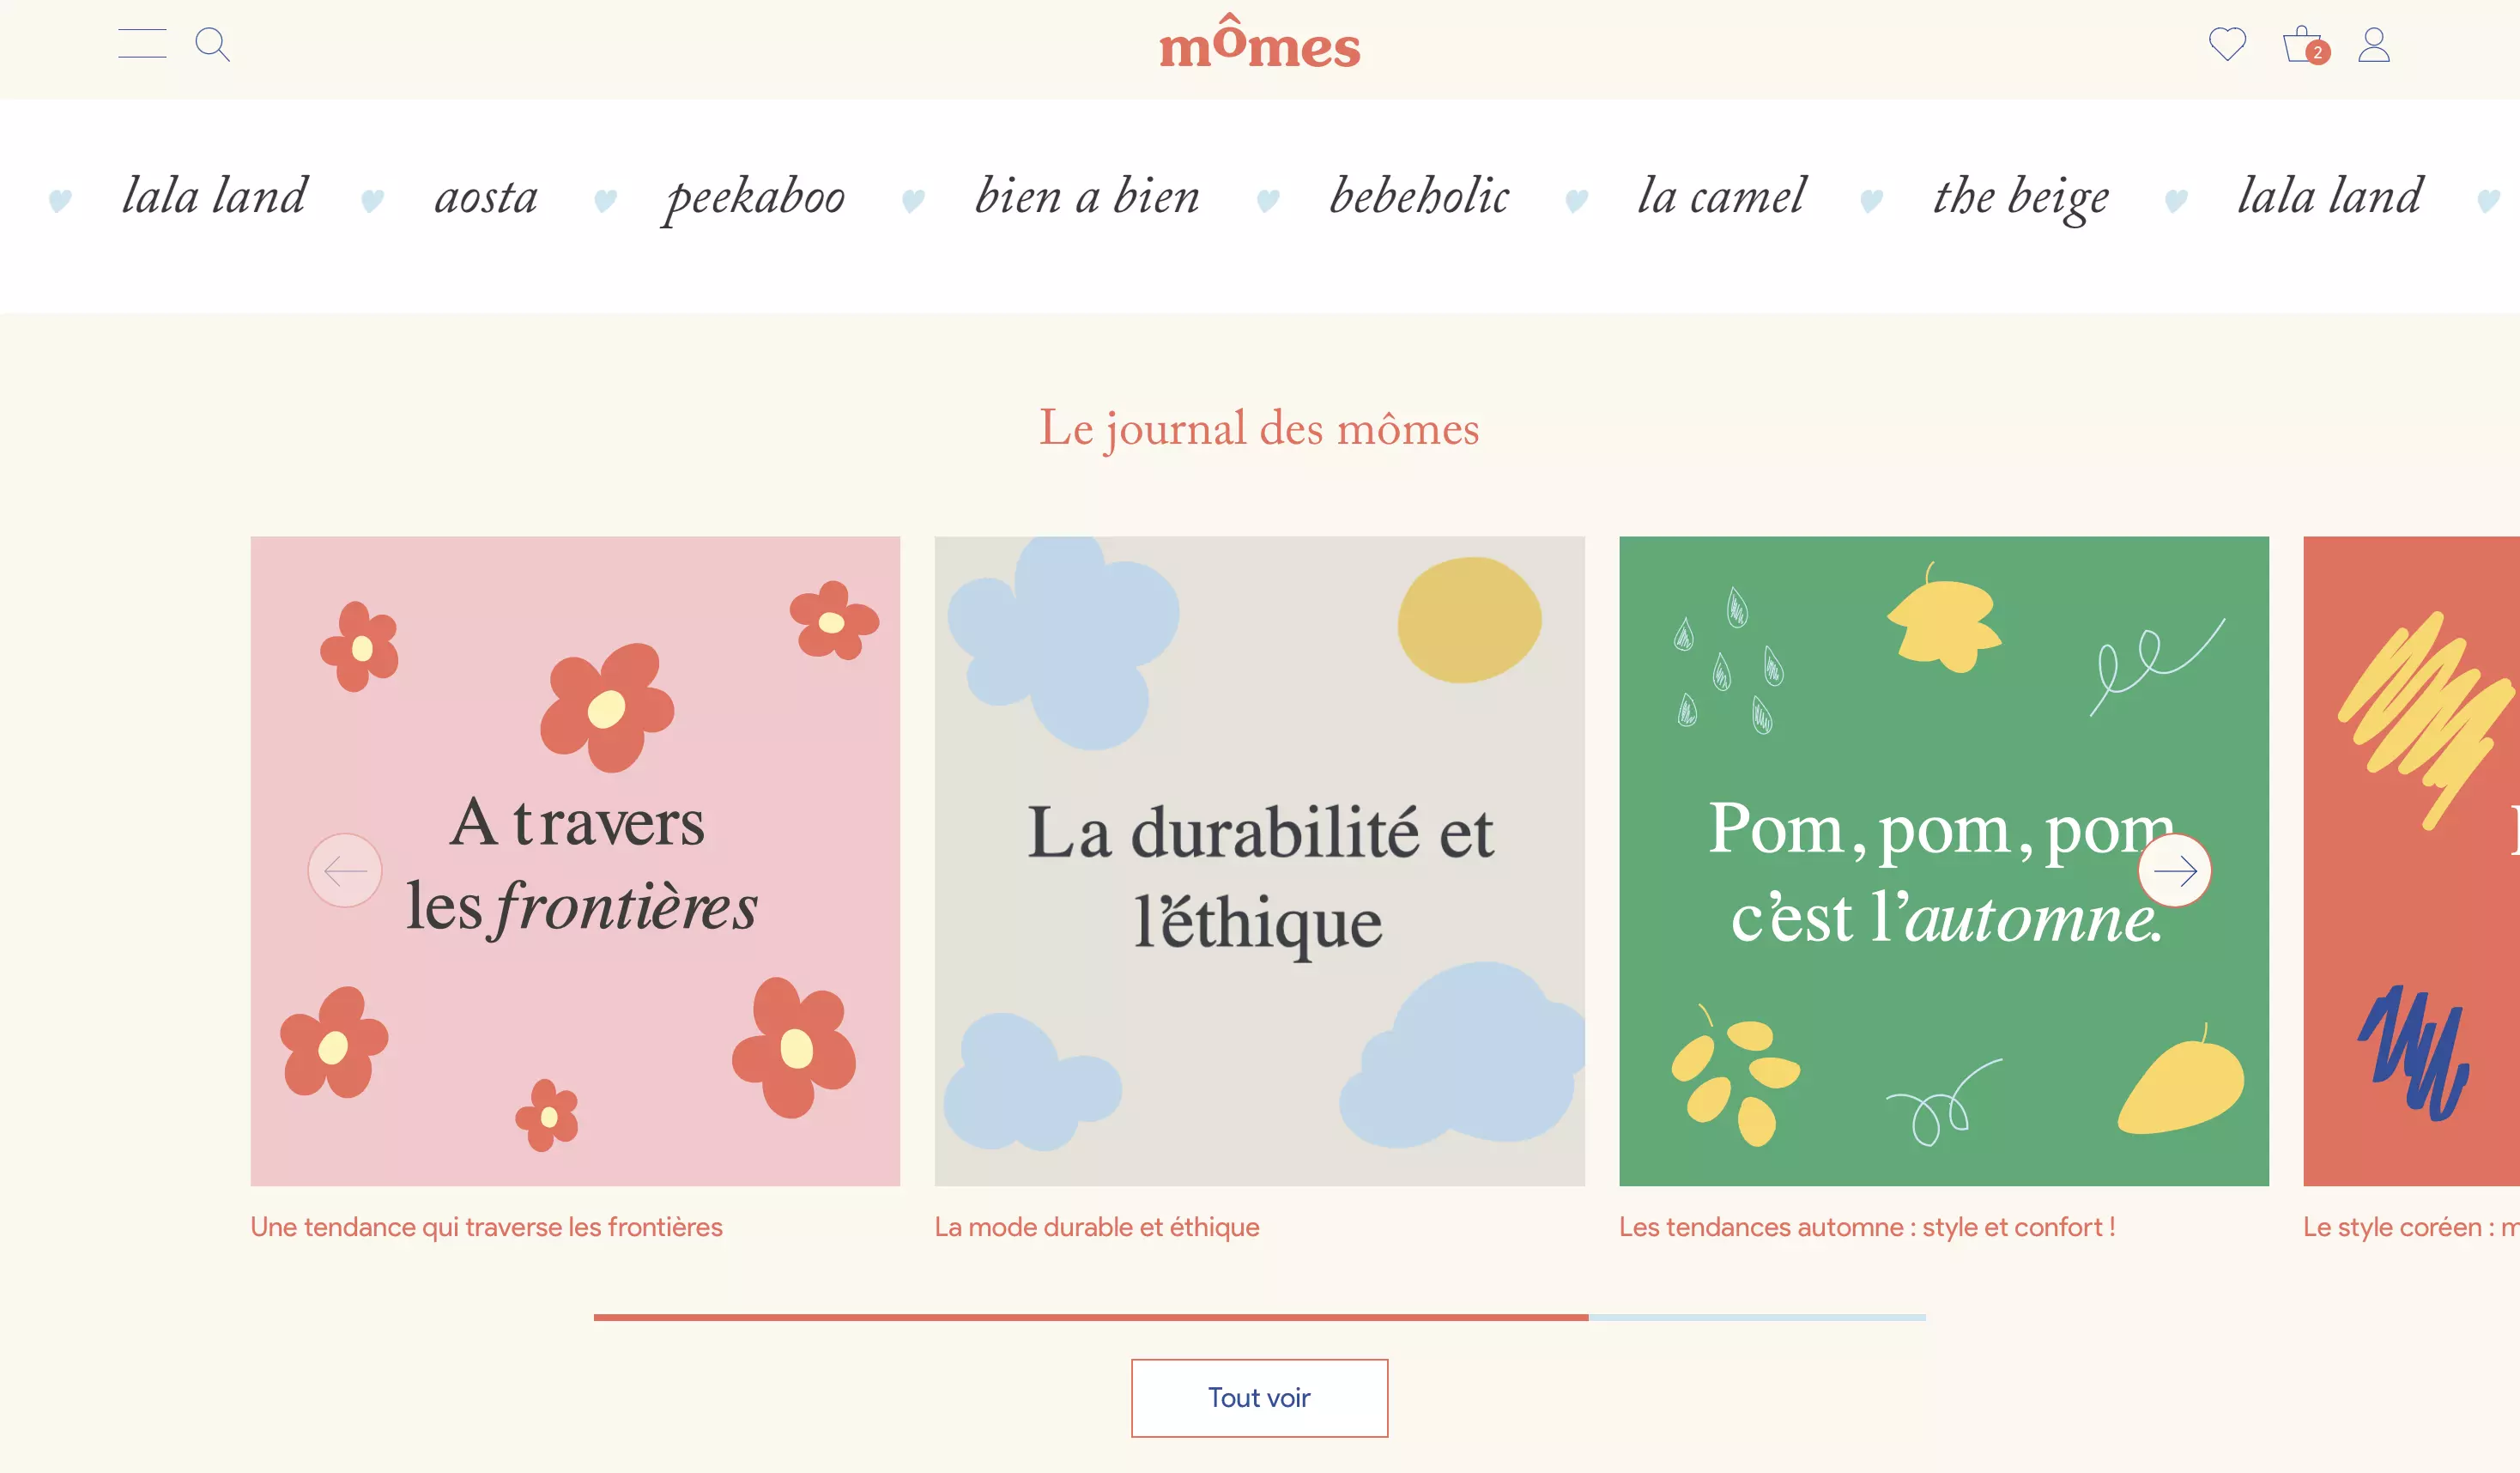 mômes
2
lala land aosta peekaboo bien a bien bebeholic la camel the beige lala land
Le journal des mômes
A travers
les frontières
La durabilité et
l’éthique
Pom, pom, pom
c’est l’automne.
Une tendance qui traverse les frontières
La mode durable et éthique
Les tendances automne : style et confort !
Le style coréen :
Tout voir